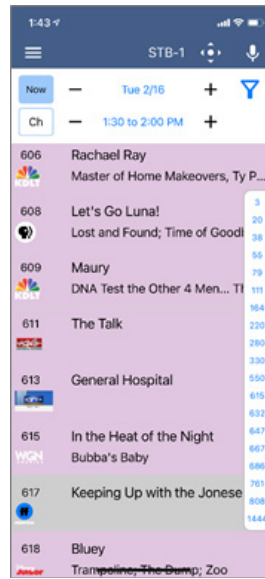 1:43
STB-1
Now
Tue 2/16
Ch
1:30 to 2:00 PM
606
Rachael Ray
KDLT
Master of Home Makeovers, Ty P...
608
Let's Go Luna!
Lost and Found; Time of Goodl
609
Maury
KDLT
DNA Test the Other 4 Men... Th
611
The Talk
613
General Hospital
615
In the Heat of the Night
WGN
Bubba's Baby
617
Keeping Up with the Jonese
618
Bluey
Junior
Trampoline; The Dump; Zoo
3
20
38
55
79
111
164
220
280
330
550
615
632
647
667
686
761
808
1444